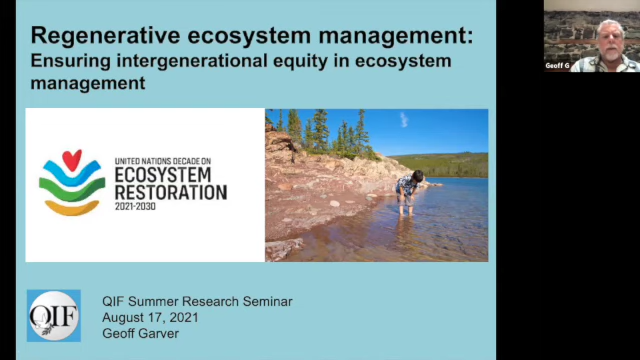 Regenerative ecosystem management:
Ensuring intergenerational equity in ecosystem
management
UNITED NATIONS DECADE ON
ECOSYSTEM
RESTORATION
2021-2030
QIF
QIF Summer Research Seminar
August 17, 2021
Geoff Garver
Geoff G